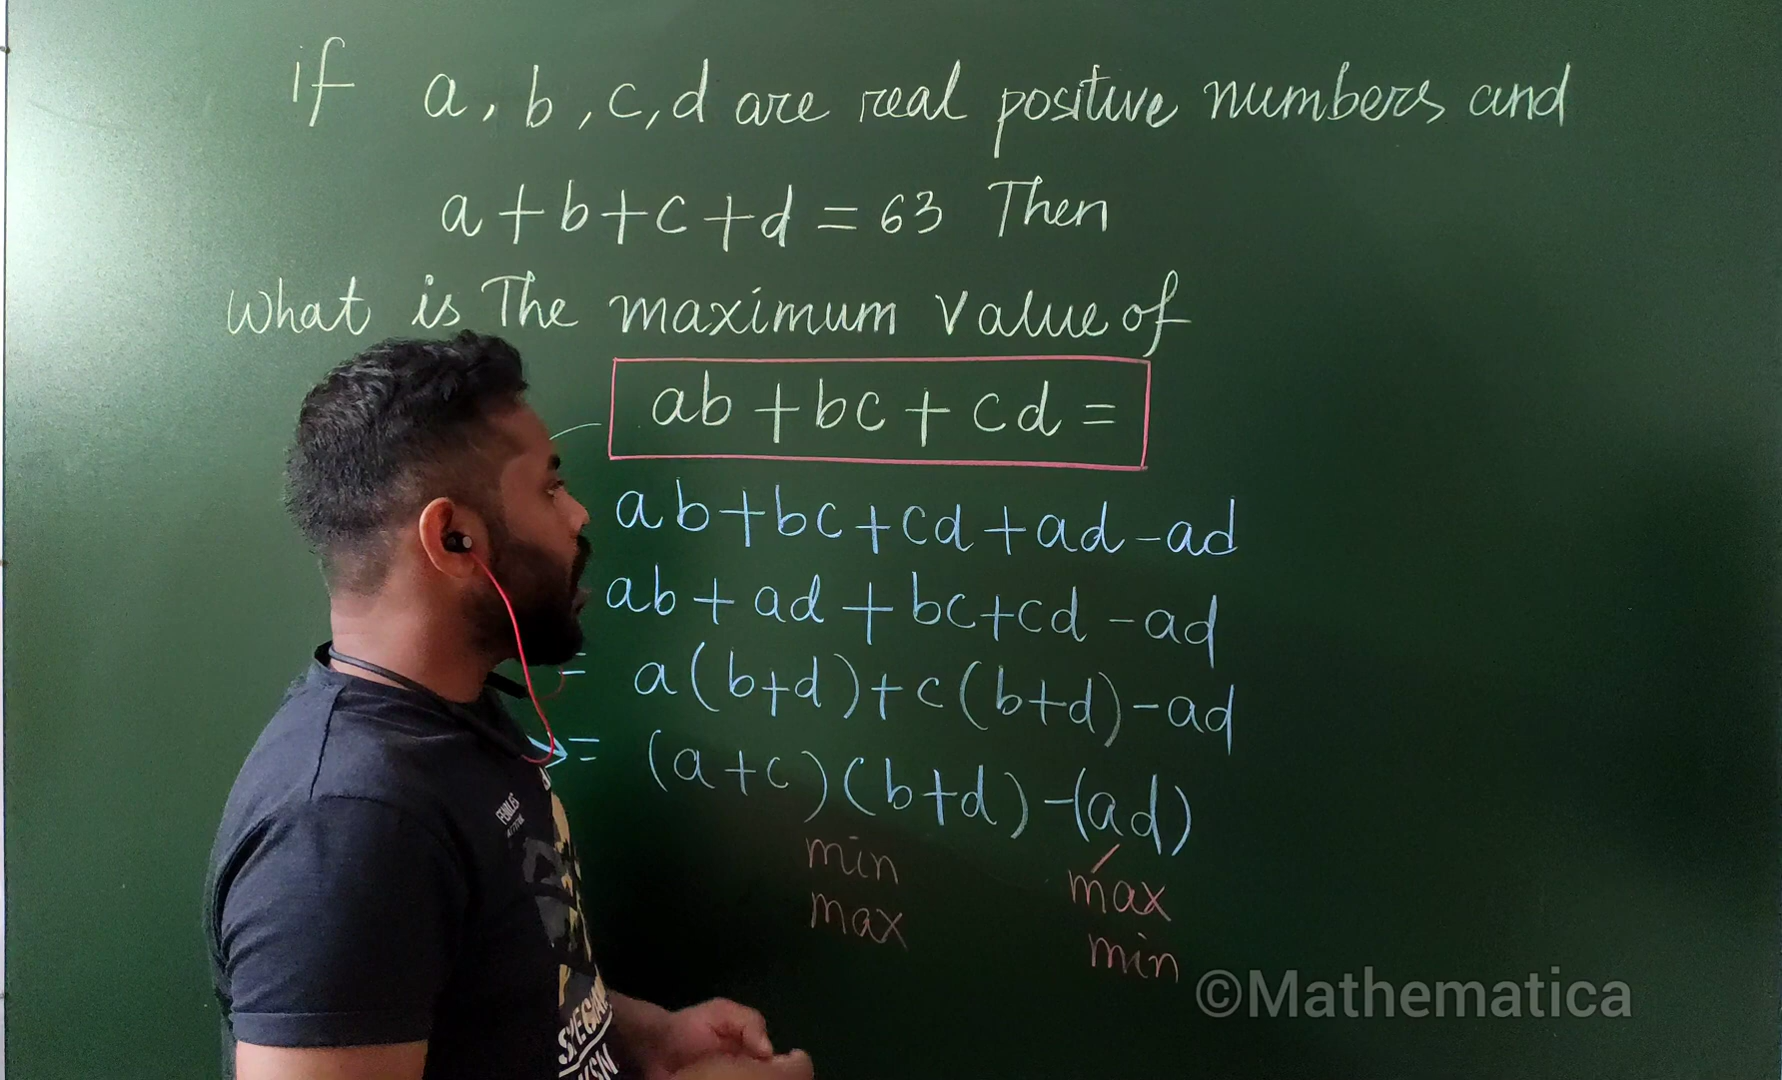 if a, b, c, d are real positive numbers and
a + b + c + d = 63 Then
what is The maximum value of
ab + bc + cd =
ab + bc + cd + ad - ad
ab + ad + bc + cd - ad
= a(b+d) + c(b+d) - ad
= (a+c)(b+d) - (ad)
min
max
max
min
©Mathematica